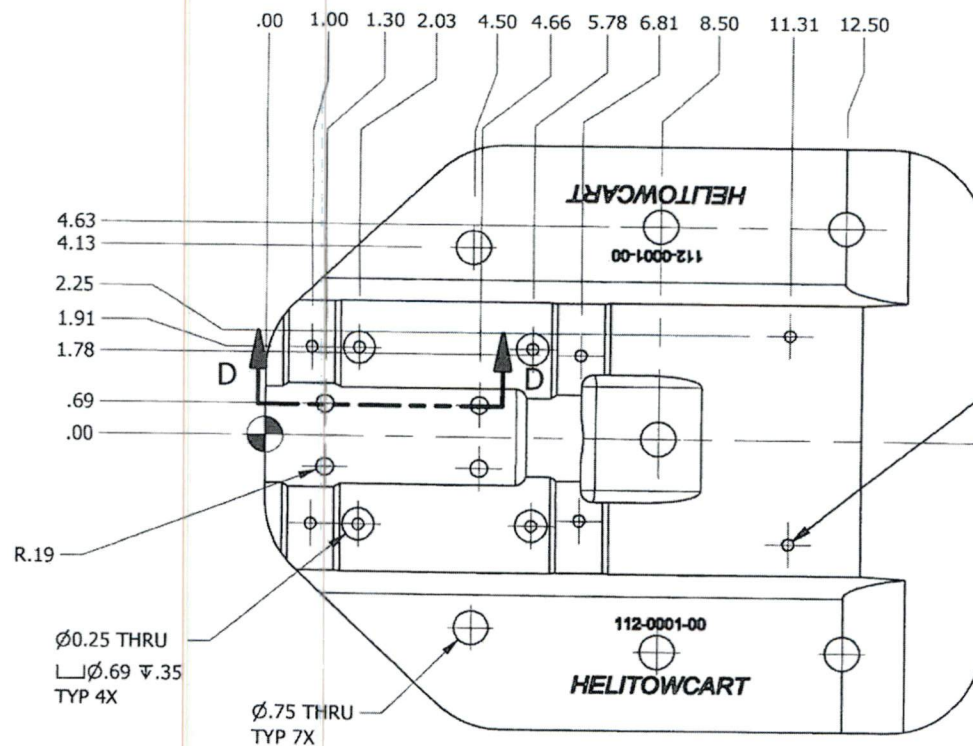 .00 1.00 1.30 2.03 4.50 4.66 5.78 6.81 8.50 11.31 12.50
HELITOWCART
4.63
4.13
112-0001-00
2.25
1.91
1.78
D D
.69
.00
R.19
Ø0.25 THRU
⌴Ø.69 ↧.35
TYP 4X
112-0001-00
HELITOWCART
Ø.75 THRU
TYP 7X